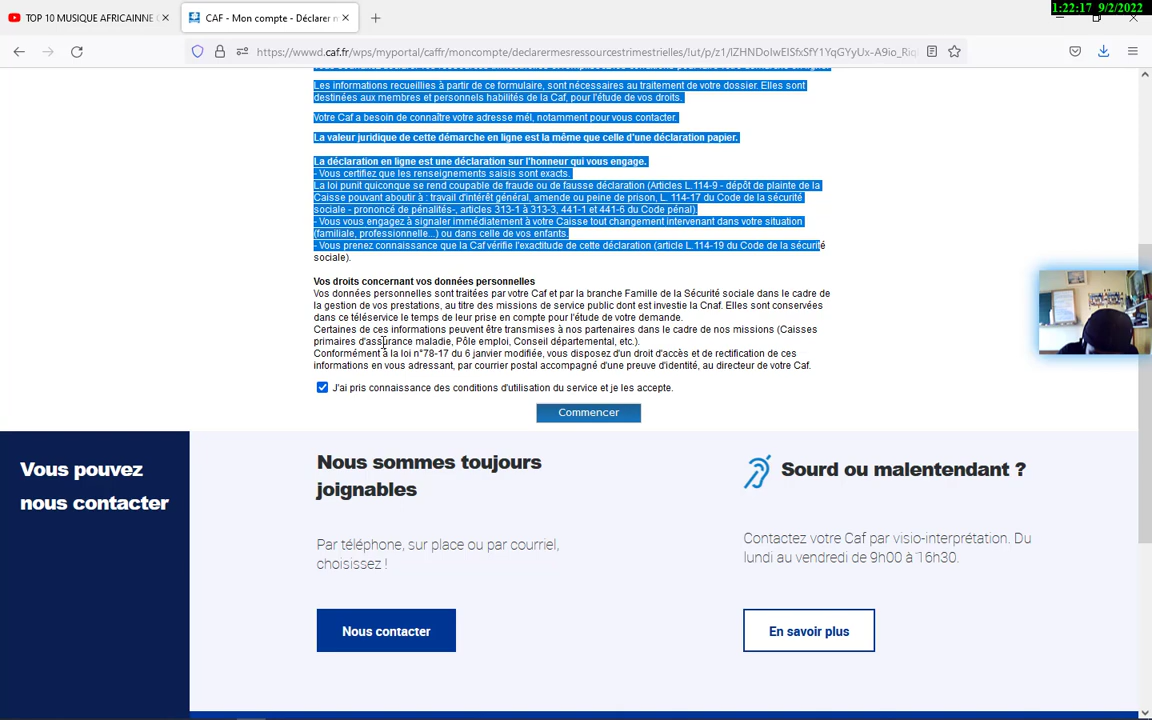 TOP 10 MUSIQUE AFRICAINNE
CAF - Mon compte - Déclarer
1:22:17 9/2/2022
https://wwwd.caf.fr/wps/myportal/caffr/moncompte/declarermesressourcestrimestrielles/
Les informations recueillies à partir de ce formulaire, sont nécessaires au traitement de votre dossier. Elles sont
destinées aux membres et personnels habilités de la Caf, pour l'étude de vos droits.
Votre Caf a besoin de connaître votre adresse mél, notamment pour vous contacter.
La valeur juridique de cette démarche en ligne est la même que celle d'une déclaration papier.
La déclaration en ligne est une déclaration sur l'honneur qui vous engage.
- Vous certifiez que les renseignements saisis sont exacts.
La loi punit quiconque se rend coupable de fraude ou de fausse déclaration (Articles L.114-9 - dépôt de plainte de la
Caisse pouvant aboutir à : travail d'intérêt général, amende ou peine de prison, L. 114-17 du Code de la sécurité
sociale - prononcé de pénalités-, articles 313-1 à 313-3, 441-1 et 441-6 du Code pénal).
- Vous vous engagez à signaler immédiatement à votre Caisse tout changement intervenant dans votre situation
(familiale, professionnelle...) ou dans celle de vos enfants.
- Vous prenez connaissance que la Caf vérifie l'exactitude de cette déclaration (article L.114-19 du Code de la sécurité
sociale).
Vos droits concernant vos données personnelles
Vos données personnelles sont traitées par votre Caf et par la branche Famille de la Sécurité sociale dans le cadre de
la gestion de vos prestations, au titre des missions de service public dont est investie la Cnaf. Elles sont conservées
dans ce téléservice le temps de leur prise en compte pour l'étude de votre demande.
Certaines de ces informations peuvent être transmises à nos partenaires dans le cadre de nos missions (Caisses
primaires d'assurance maladie, Pôle emploi, Conseil départemental, etc.).
Conformément à la loi n°78-17 du 6 janvier modifiée, vous disposez d'un droit d'accès et de rectification de ces
informations en vous adressant, par courrier postal accompagné d'une preuve d'identité, au directeur de votre Caf.
J'ai pris connaissance des conditions d'utilisation du service et je les accepte.
Commencer
Vous pouvez
nous contacter
Nous sommes toujours
joignables
Par téléphone, sur place ou par courriel,
choisissez !
Nous contacter
Sourd ou malentendant ?
Contactez votre Caf par visio-interprétation. Du
lundi au vendredi de 9h00 à 16h30.
En savoir plus